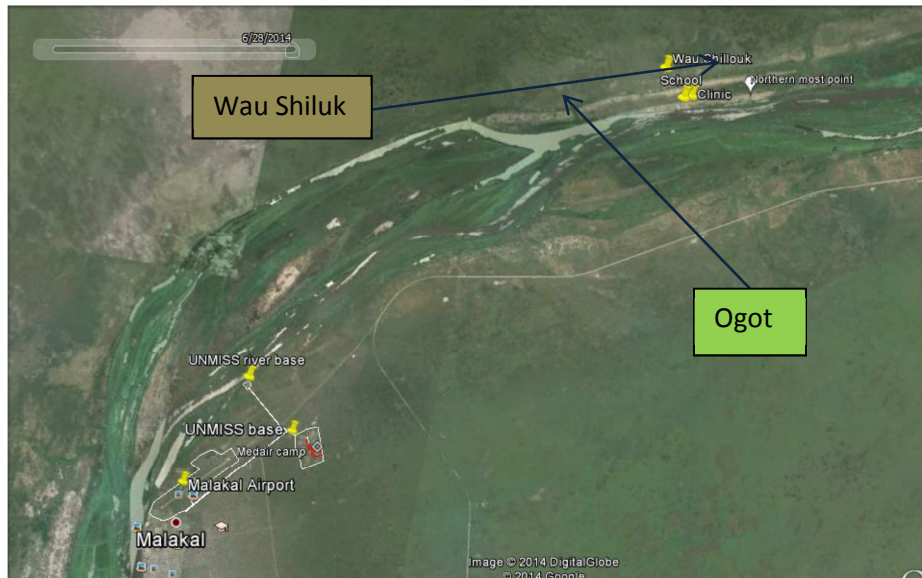 6/28/2014
Wau Shillouk
School
Northern most point
Clinic
Wau Shiluk
Ogot
UNMISS river base
UNMISS base
Medair camp
Malakal Airport
Malakal
Image © 2014 DigitalGlobe
© 2014 Google